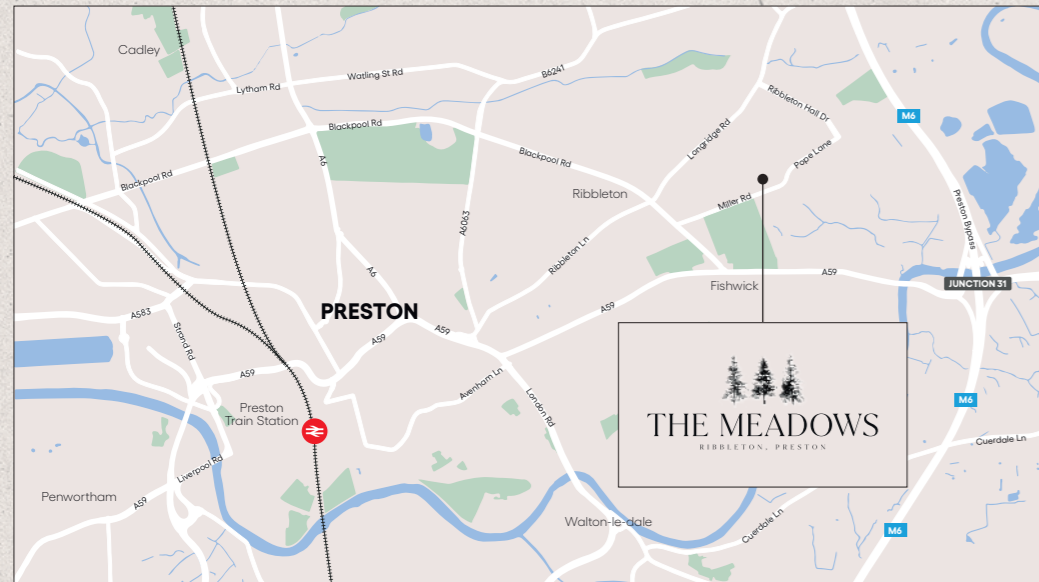 Cadley
Watling St Rd
B6241
Lytham Rd
Ribbleton Hall Dr
M6
Blackpool Rd
Longridge Rd
A6
Blackpool Rd
Pope Lane
Blackpool Rd
Ribbleton
Miller Rd
Preston Bypass
A6063
Ribbleton Ln
A6
A59
Fishwick
JUNCTION 31
A583
PRESTON
A59
Strand Rd
A59
A59
A59
Avenham Ln
London Rd
Preston
Train Station
THE MEADOWS
RIBBLETON, PRESTON
M6
Cuerdale Ln
Liverpool Rd
Penwortham
A59
Walton-le-dale
Cuerdale Ln
M6